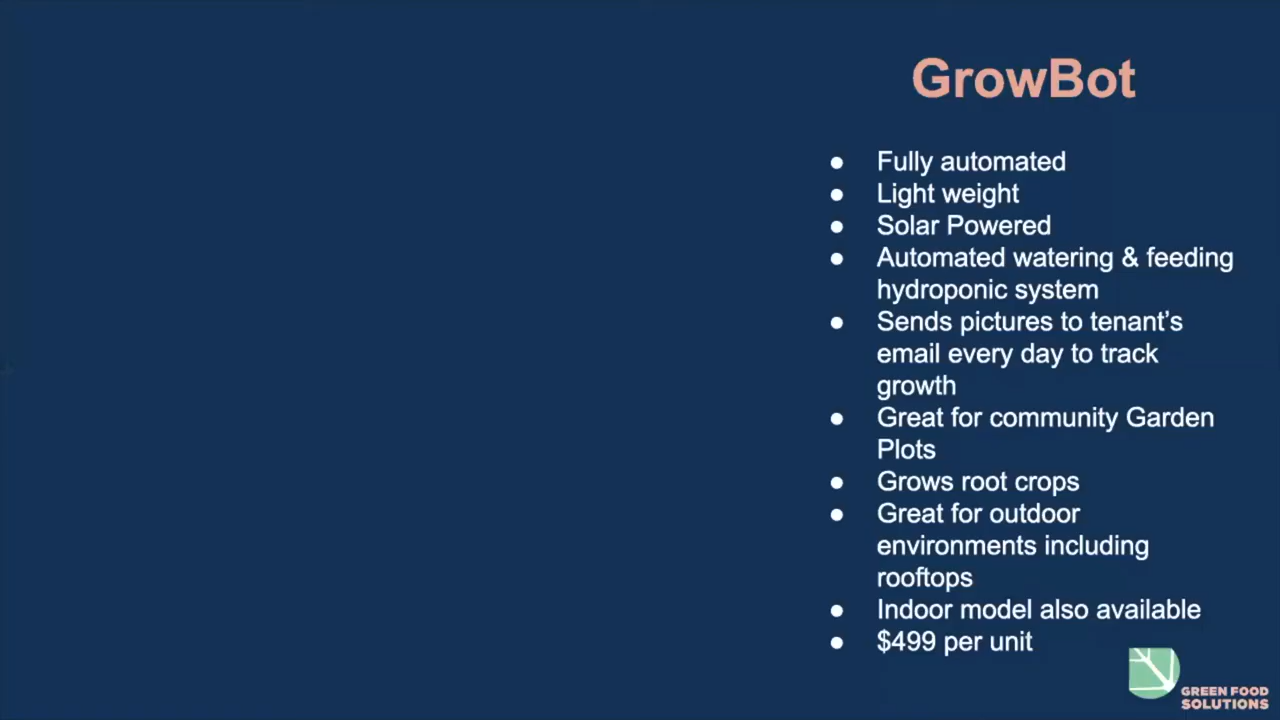 GrowBot
● Fully automated
● Light weight
● Solar Powered
● Automated watering & feeding
hydroponic system
● Sends pictures to tenant’s
email every day to track
growth
● Great for community Garden
Plots
● Grows root crops
● Great for outdoor
environments including
rooftops
● Indoor model also available
● $499 per unit
GREEN FOOD
SOLUTIONS